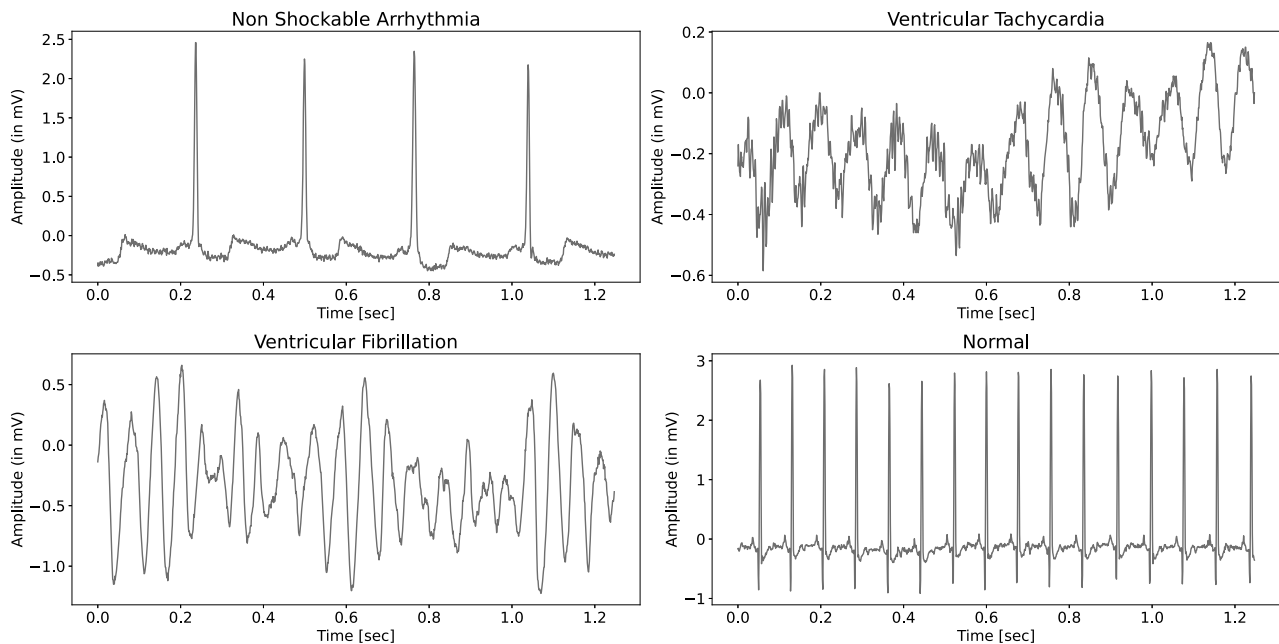 Non Shockable Arrhythmia
2.5
2.0
1.5
1.0
0.5
0.0
−0.5
Amplitude (in mV)
0.0 0.2 0.4 0.6 0.8 1.0 1.2
Time [sec]
Ventricular Tachycardia
0.2
0.0
−0.2
−0.4
−0.6
Amplitude (in mV)
0.0 0.2 0.4 0.6 0.8 1.0 1.2
Time [sec]
Ventricular Fibrillation
0.5
0.0
−0.5
−1.0
Amplitude (in mV)
0.0 0.2 0.4 0.6 0.8 1.0 1.2
Time [sec]
Normal
3
2
1
0
−1
Amplitude (in mV)
0.0 0.2 0.4 0.6 0.8 1.0 1.2
Time [sec]